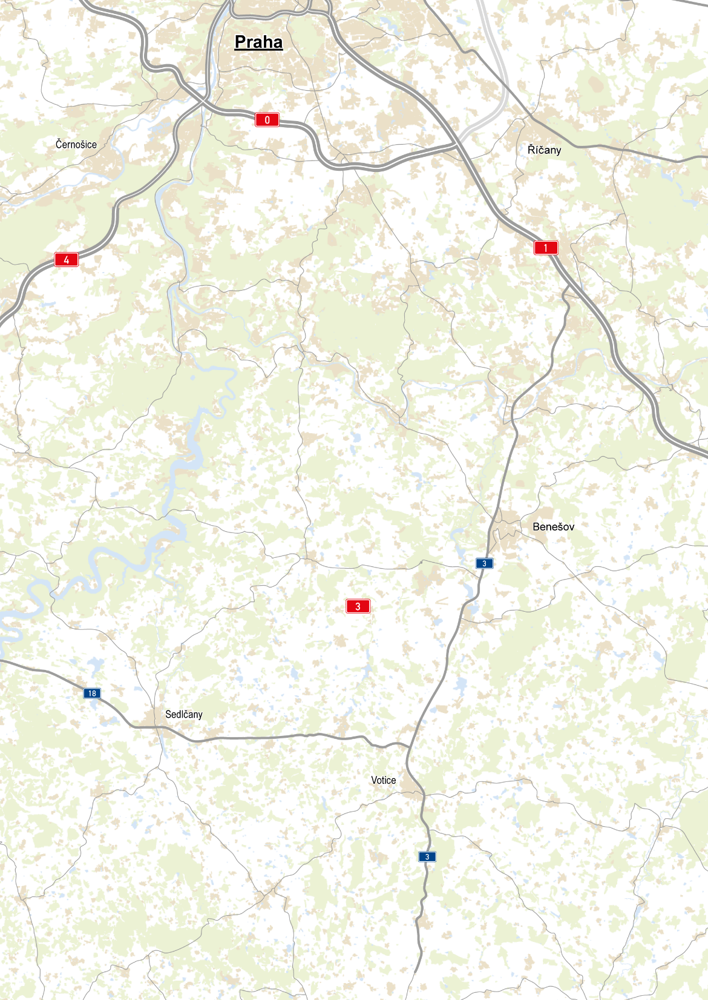 Praha
0
Černošice
Říčany
1
4
Benešov
3
3
18
Sedlčany
Votice
3